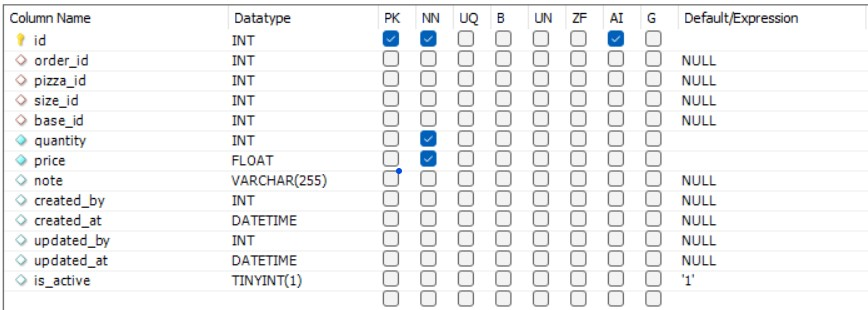 Column Name Datatype PK NN UQ B UN ZF AI G Default/Expression
id INT
order_id INT NULL
pizza_id INT NULL
size_id INT NULL
base_id INT NULL
quantity INT
price FLOAT
note VARCHAR(255) NULL
created_by INT NULL
created_at DATETIME NULL
updated_by INT NULL
updated_at DATETIME NULL
is_active TINYINT(1) '1'